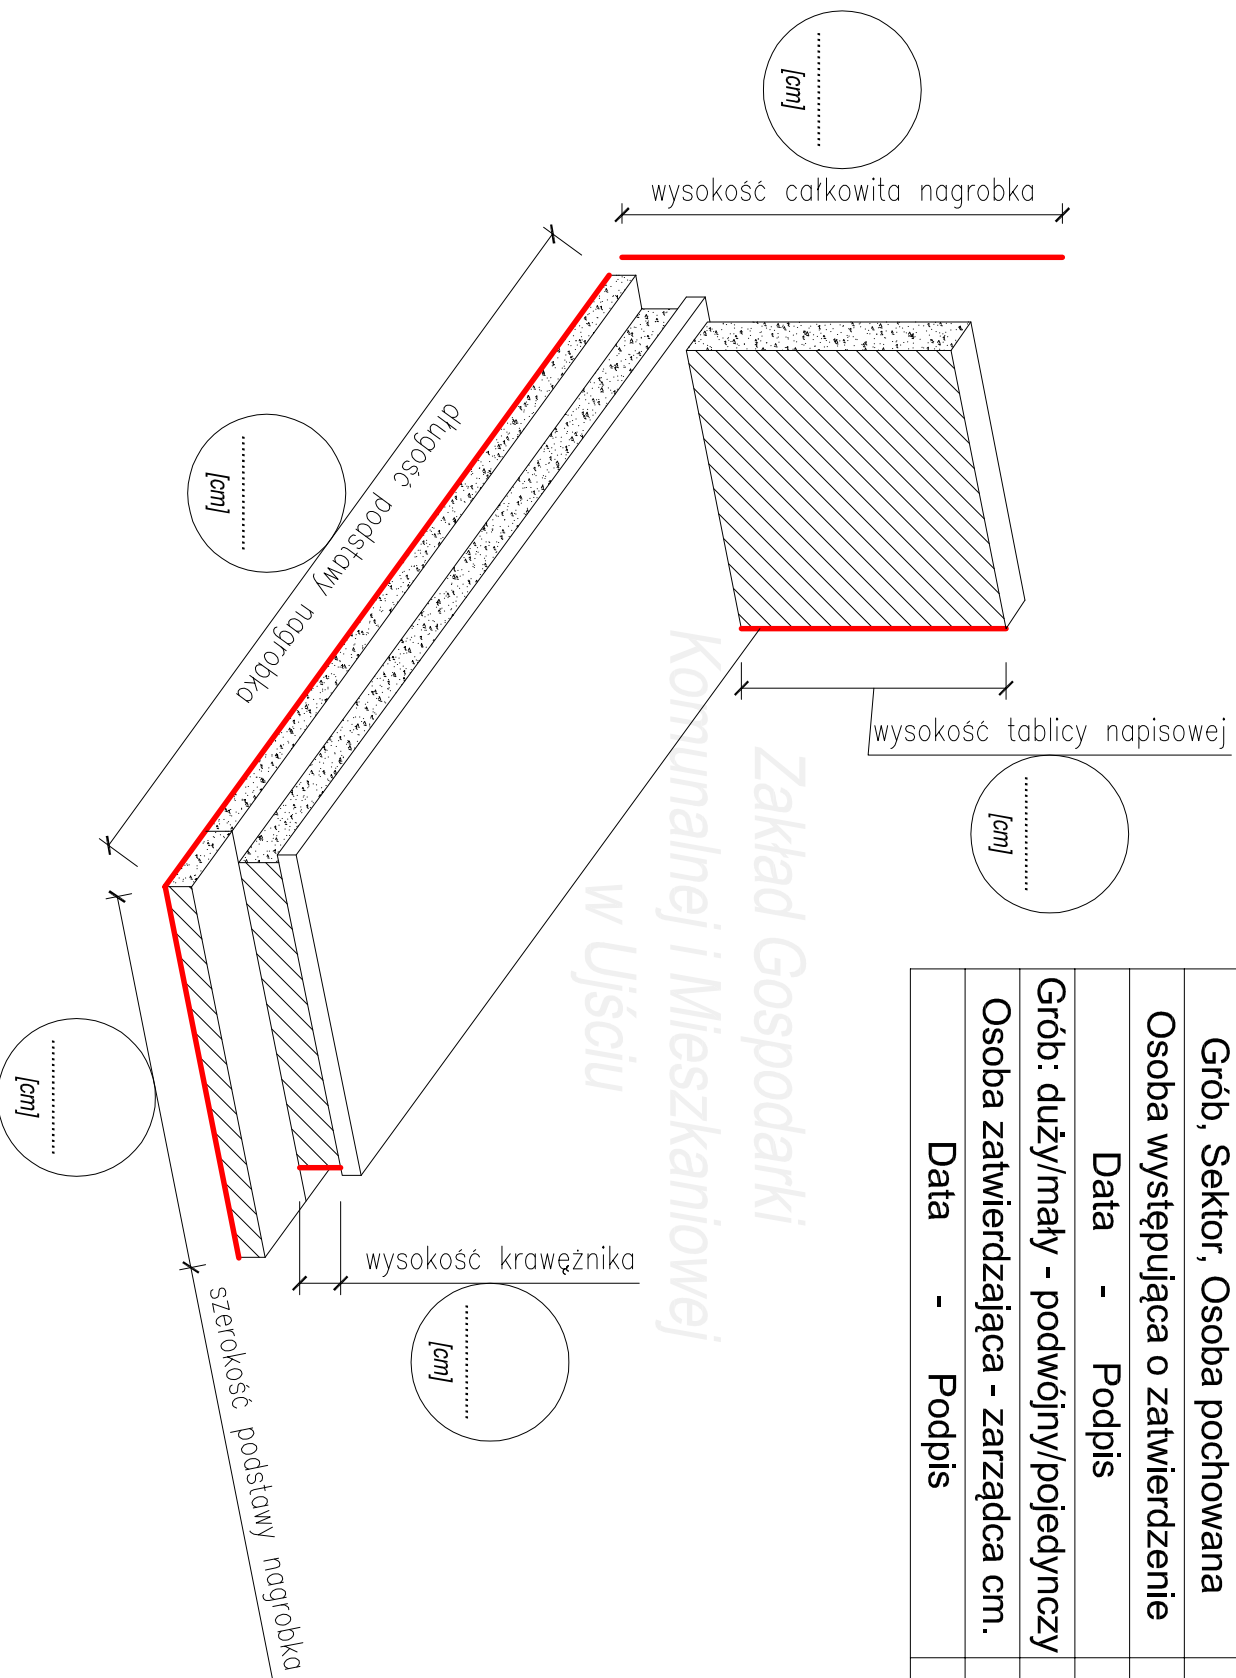 Grób, Sektor, Osoba pochowana
Osoba występująca o zatwierdzenie
Data - Podpis
Grób: duży/mały - podwójny/pojedynczy
Osoba zatwierdzająca - zarządca cm.
Data - Podpis
wysokość całkowita nagrobka
.................... [cm]
długość podstawy nagrobka
.................... [cm]
szerokość podstawy nagrobka
.................... [cm]
wysokość tablicy napisowej
.................... [cm]
wysokość krawężnika
.................... [cm]
Zakład Gospodarki
Komunalnej i Mieszkaniowej
w Ujściu